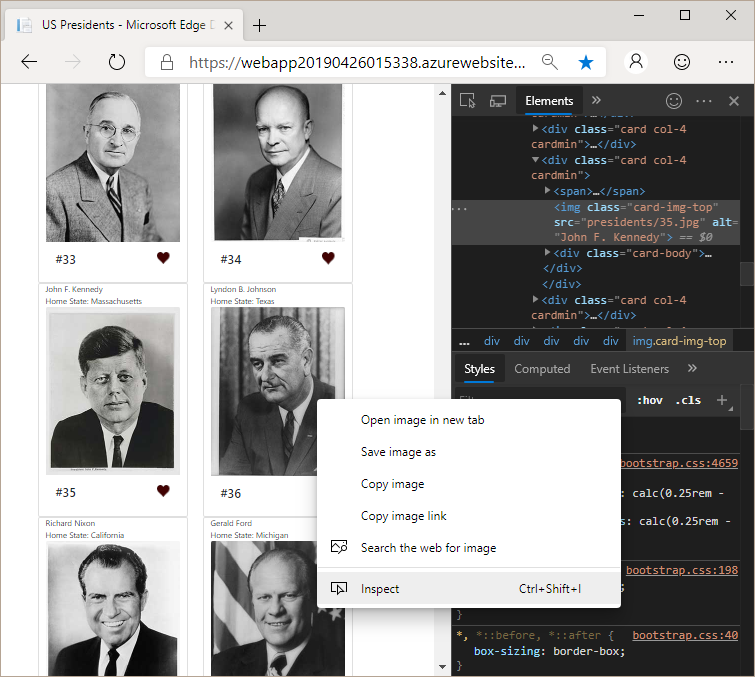 US Presidents - Microsoft Edge D
https://webapp20190426015338.azurewebsite...
#33
#34
John F. Kennedy
Home State: Massachusetts
Lyndon B. Johnson
Home State: Texas
#35
#36
Richard Nixon
Home State: California
Gerald Ford
Home State: Michigan
Open image in new tab
Save image as
Copy image
Copy image link
Search the web for image
Inspect Ctrl+Shift+I
Elements
<div class="card col-4
cardmin">…</div>
<div class="card col-4
cardmin">
<span>…</span>
<img class="card-img-top"
src="presidents/35.jpg" alt=
"John F. Kennedy"> == $0
<div class="card-body">…
</div>
</div>
<div class="card col-4
cardmin">…</div>
... div div div div div img.card-img-top
Styles Computed Event Listeners
:hov .cls
bootstrap.css:4659
: calc(0.25rem -
s: calc(0.25rem -
bootstrap.css:198
;
}
*, *::before, *::after { bootstrap.css:40
box-sizing: border-box;
}